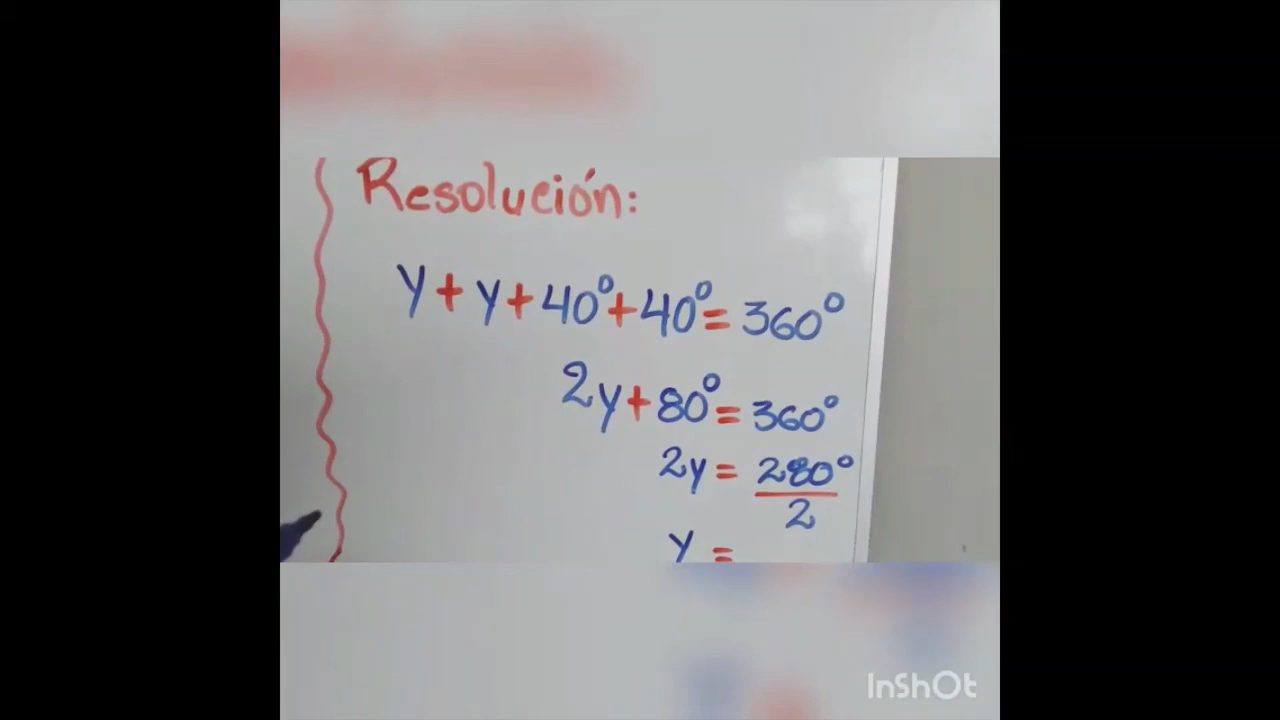 Resolución:
y + y + 40° + 40° = 360°
2y + 80° = 360°
2y = 280°
2
y =
InShOt